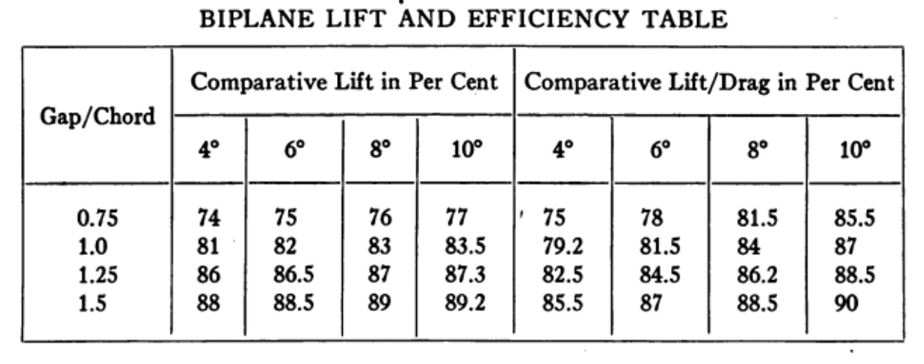 BIPLANE LIFT AND EFFICIENCY TABLE
Gap/Chord Comparative Lift in Per Cent Comparative Lift/Drag in Per Cent
4° 6° 8° 10° 4° 6° 8° 10°
0.75 74 75 76 77 75 78 81.5 85.5
1.0 81 82 83 83.5 79.2 81.5 84 87
1.25 86 86.5 87 87.3 82.5 84.5 86.2 88.5
1.5 88 88.5 89 89.2 85.5 87 88.5 90